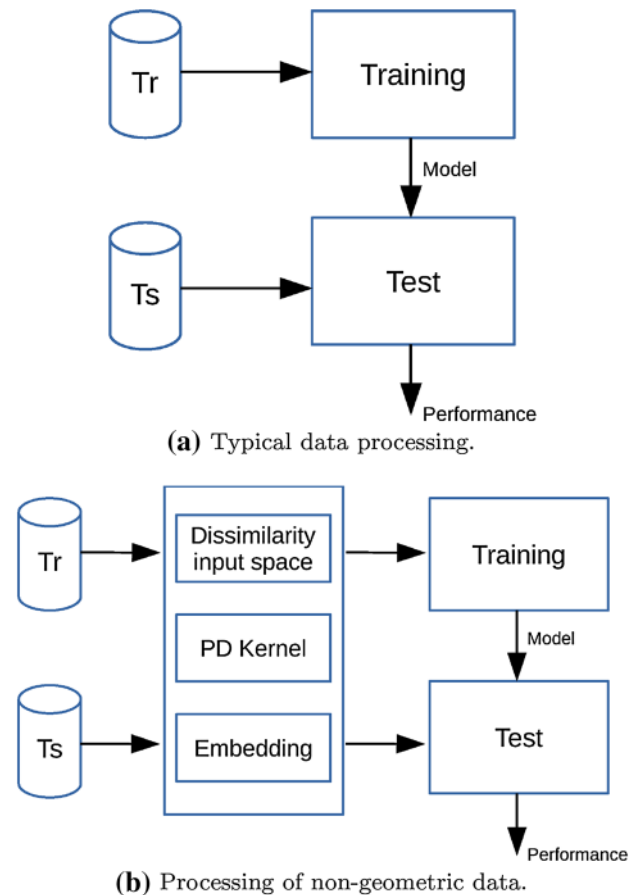 Tr
Training
Model
Ts
Test
Performance
(a) Typical data processing.
Tr
Dissimilarity
input space
Training
PD Kernel
Model
Ts
Embedding
Test
Performance
(b) Processing of non-geometric data.